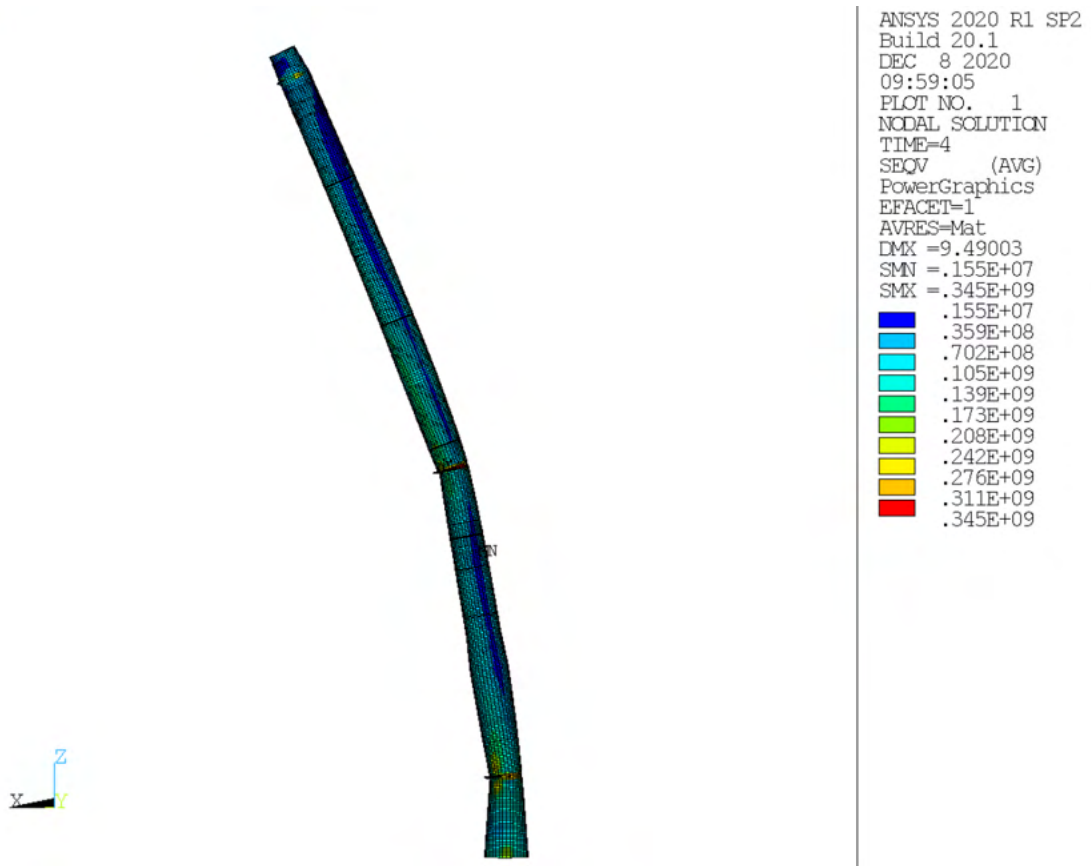 ANSYS 2020 R1 SP2
Build 20.1
DEC 8 2020
09:59:05
PLOT NO. 1
NODAL SOLUTION
TIME=4
SEQV (AVG)
PowerGraphics
EFACET=1
AVRES=Mat
DMX =9.49003
SMN =.155E+07
SMX =.345E+09
.155E+07
.359E+08
.702E+08
.105E+09
.139E+09
.173E+09
.208E+09
.242E+09
.276E+09
.311E+09
.345E+09
Z
X Y